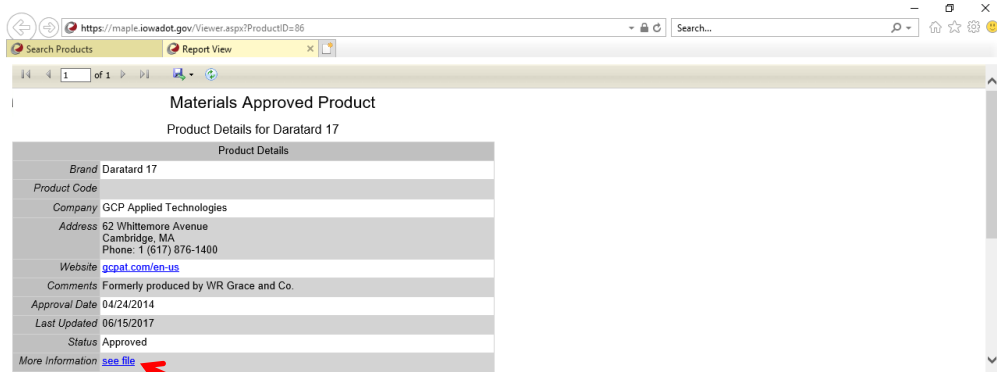 https://maple.iowadot.gov/Viewer.aspx?ProductID=86
Search...
Search Products
Report View
1 of 1
Materials Approved Product
Product Details for Daratard 17
Product Details
Brand Daratard 17
Product Code
Company GCP Applied Technologies
Address 62 Whittemore Avenue
Cambridge, MA
Phone: 1 (617) 876-1400
Website gcpat.com/en-us
Comments Formerly produced by WR Grace and Co.
Approval Date 04/24/2014
Last Updated 06/15/2017
Status Approved
More Information see file